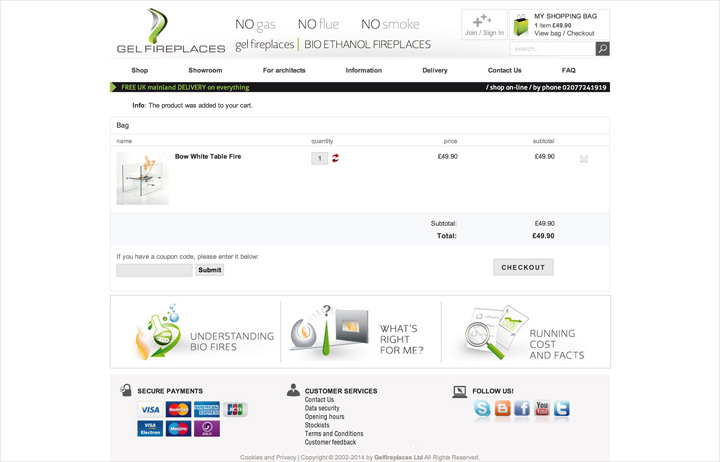 GEL FIREPLACES
NO gas NO flue NO smoke
gel fireplaces | BIO ETHANOL FIREPLACES
Join / Sign In
MY SHOPPING BAG
1 item £49.90
View bag / Checkout
search...
Shop Showroom For architects Information Delivery Contact Us FAQ
FREE UK mainland DELIVERY on everything / shop on-line / by phone 02077241919
Info: The product was added to your cart.
Bag
name quantity price subtotal
Bow White Table Fire 1 £49.90 £49.90
Subtotal: £49.90
Total: £49.90
If you have a coupon code, please enter it below:
Submit
CHECKOUT
UNDERSTANDING
BIO FIRES
?
WHAT'S
RIGHT
FOR ME?
RUNNING
COST
AND FACTS
SECURE PAYMENTS
VISA MasterCard AMERICAN EXPRESS JCB
VISA Electron Maestro SOLO
CUSTOMER SERVICES
Contact Us
Data security
Opening hours
Stockists
Terms and Conditions
Customer feedback
FOLLOW US!
You Tube
Cookies and Privacy | Copyright © 2002-2014 by Gelfireplaces Ltd All Rights Reserved.